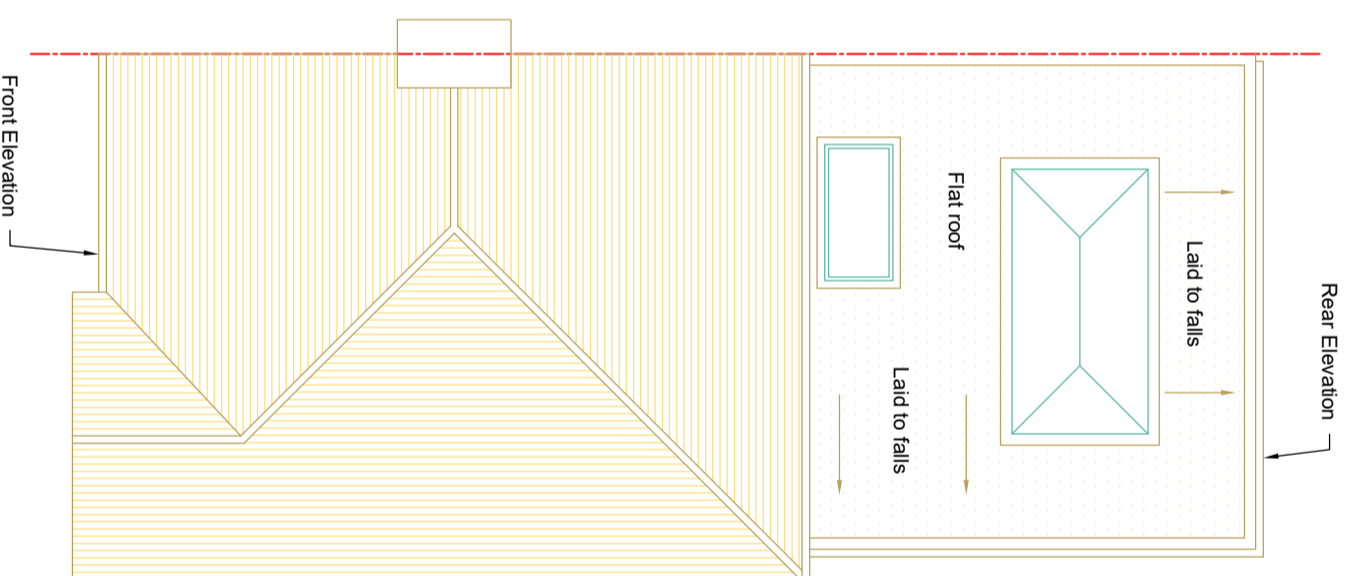 Front Elevation
Flat roof
Laid to falls
Laid to falls
Rear Elevation